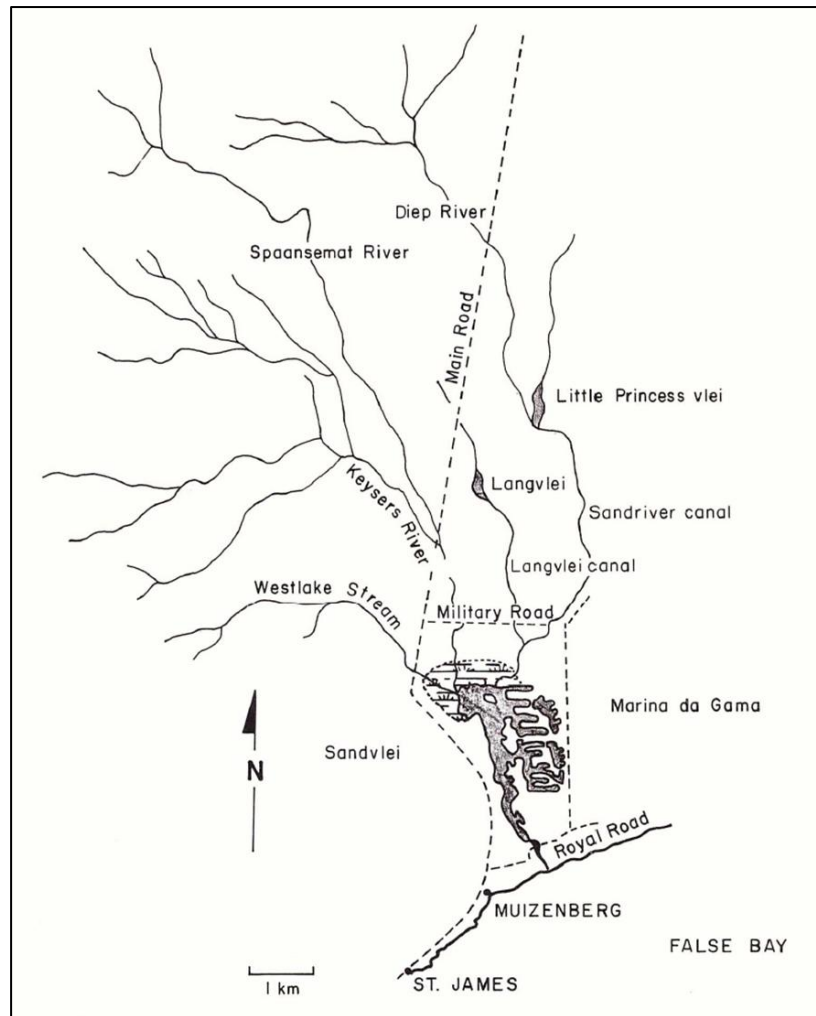 Diep River
Spaansemat River
Main Road
Little Princess vlei
Langvlei
Keysers River
Sandriver canal
Langvlei canal
Westlake Stream
Military Road
Marina da Gama
Sandvlei
N
Royal Road
MUIZENBERG
FALSE BAY
1 km
ST. JAMES